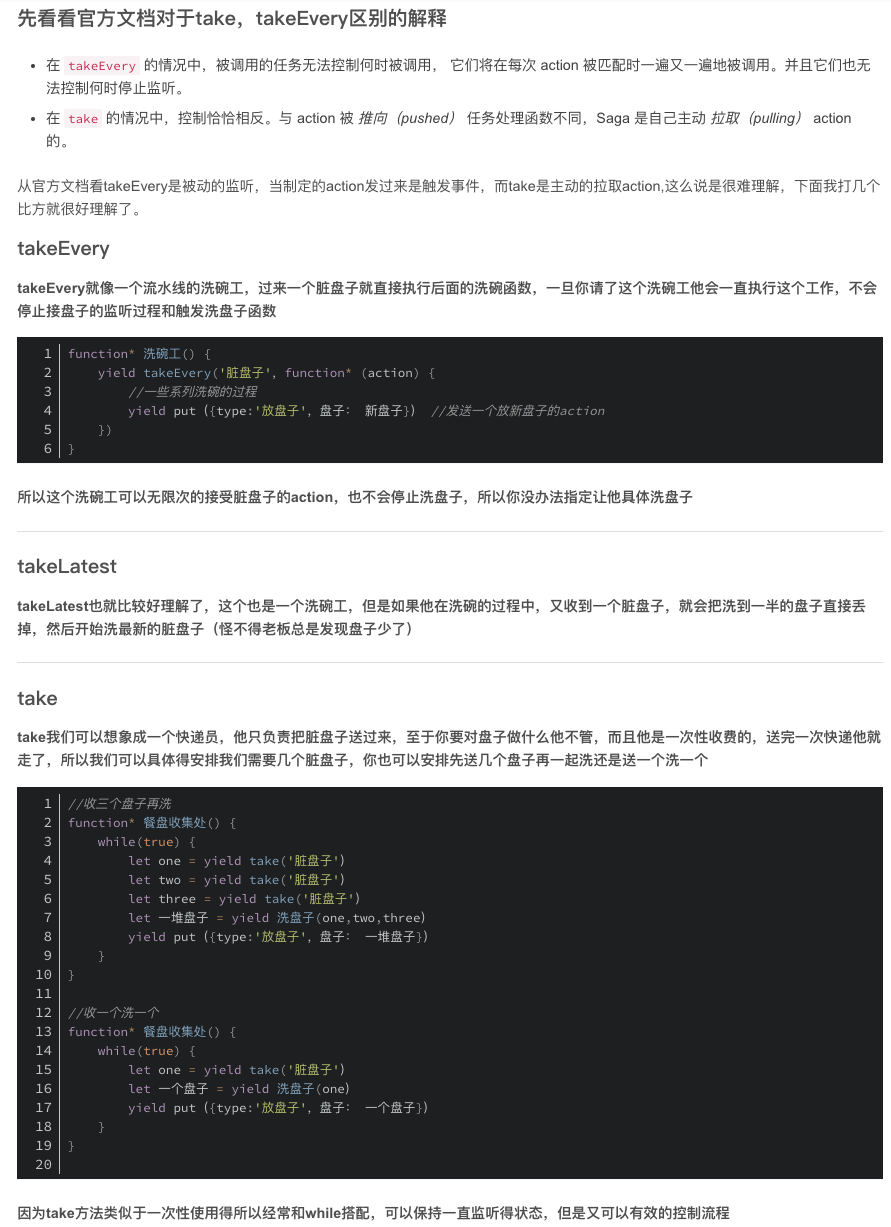 先看看官方文档对于take，takeEvery区别的解释
• 在 takeEvery 的情况中，被调用的任务无法控制何时被调用， 它们将在每次 action 被匹配时一遍又一遍地被调用。并且它们也无
法控制何时停止监听。
• 在 take 的情况中，控制恰恰相反。与 action 被 推向（pushed） 任务处理函数不同，Saga 是自己主动 拉取（pulling） action
的。
从官方文档看takeEvery是被动的监听，当制定的action发过来是触发事件，而take是主动的拉取action,这么说是很难理解，下面我打几个
比方就很好理解了。
takeEvery
takeEvery就像一个流水线的洗碗工，过来一个脏盘子就直接执行后面的洗碗函数，一旦你请了这个洗碗工他会一直执行这个工作，不会
停止接盘子的监听过程和触发洗盘子函数
1 function* 洗碗工() {
2     yield takeEvery('脏盘子', function* (action) {
3         //一些系列洗碗的过程
4         yield put ({type:'放盘子', 盘子: 新盘子})  //发送一个放新盘子的action
5     })
6 }
所以这个洗碗工可以无限次的接受脏盘子的action，也不会停止洗盘子，所以你没办法指定让他具体洗盘子
takeLatest
takeLatest也就比较好理解了，这个也是一个洗碗工，但是如果他在洗碗的过程中，又收到一个脏盘子，就会把洗到一半的盘子直接丢
掉，然后开始洗最新的脏盘子（怪不得老板总是发现盘子少了）
take
take我们可以想象成一个快递员，他只负责把脏盘子送过来，至于你要对盘子做什么他不管，而且他是一次性收费的，送完一次快递他就
走了，所以我们可以具体得安排我们需要几个脏盘子，你也可以安排先送几个盘子再一起洗还是送一个洗一个
1 //收三个盘子再洗
2 function* 餐盘收集处() {
3     while(true) {
4         let one = yield take('脏盘子')
5         let two = yield take('脏盘子')
6         let three = yield take('脏盘子')
7         let 一堆盘子 = yield 洗盘子(one,two,three)
8         yield put ({type:'放盘子', 盘子: 一堆盘子})
9     }
10 }
11
12 //收一个洗一个
13 function* 餐盘收集处() {
14     while(true) {
15         let one = yield take('脏盘子')
16         let 一个盘子 = yield 洗盘子(one)
17         yield put ({type:'放盘子', 盘子: 一个盘子})
18     }
19 }
20
因为take方法类似于一次性使用得所以经常和while搭配，可以保持一直监听得状态，但是又可以有效的控制流程